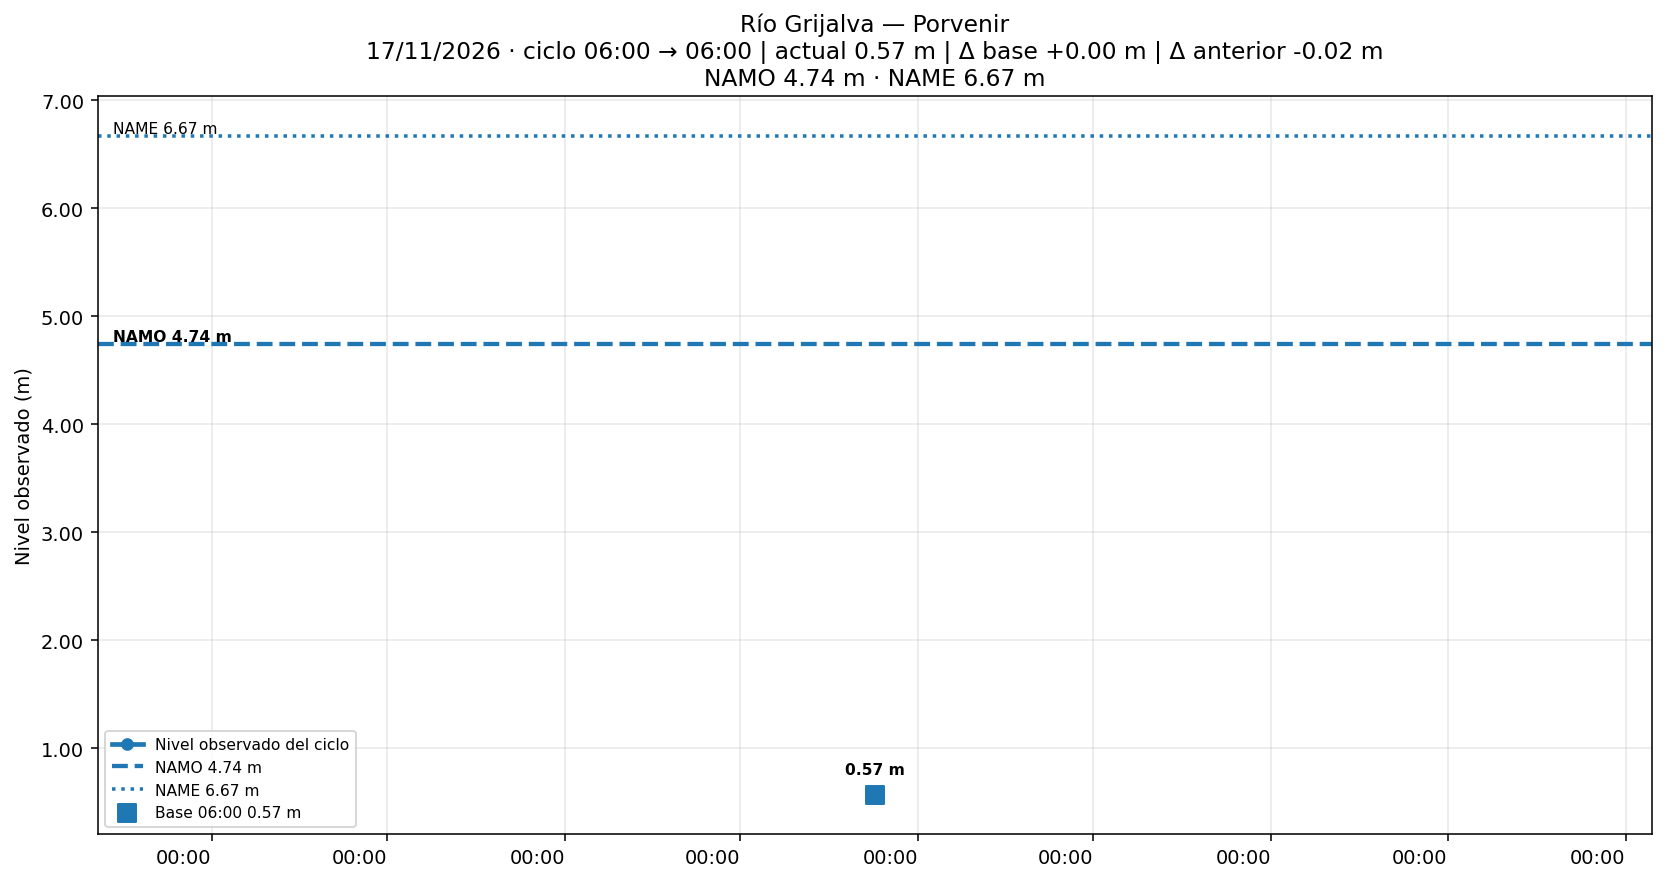 Río Grijalva — Porvenir
17/11/2026 · ciclo 06:00 → 06:00 | actual 0.57 m | Δ base +0.00 m | Δ anterior -0.02 m
NAMO 4.74 m · NAME 6.67 m
7.00
NAME 6.67 m
6.00
5.00
NAMO 4.74 m
4.00
3.00
2.00
1.00
Nivel observado (m)
0.57 m
Nivel observado del ciclo
NAMO 4.74 m
NAME 6.67 m
Base 06:00 0.57 m
00:00 00:00 00:00 00:00 00:00 00:00 00:00 00:00 00:00